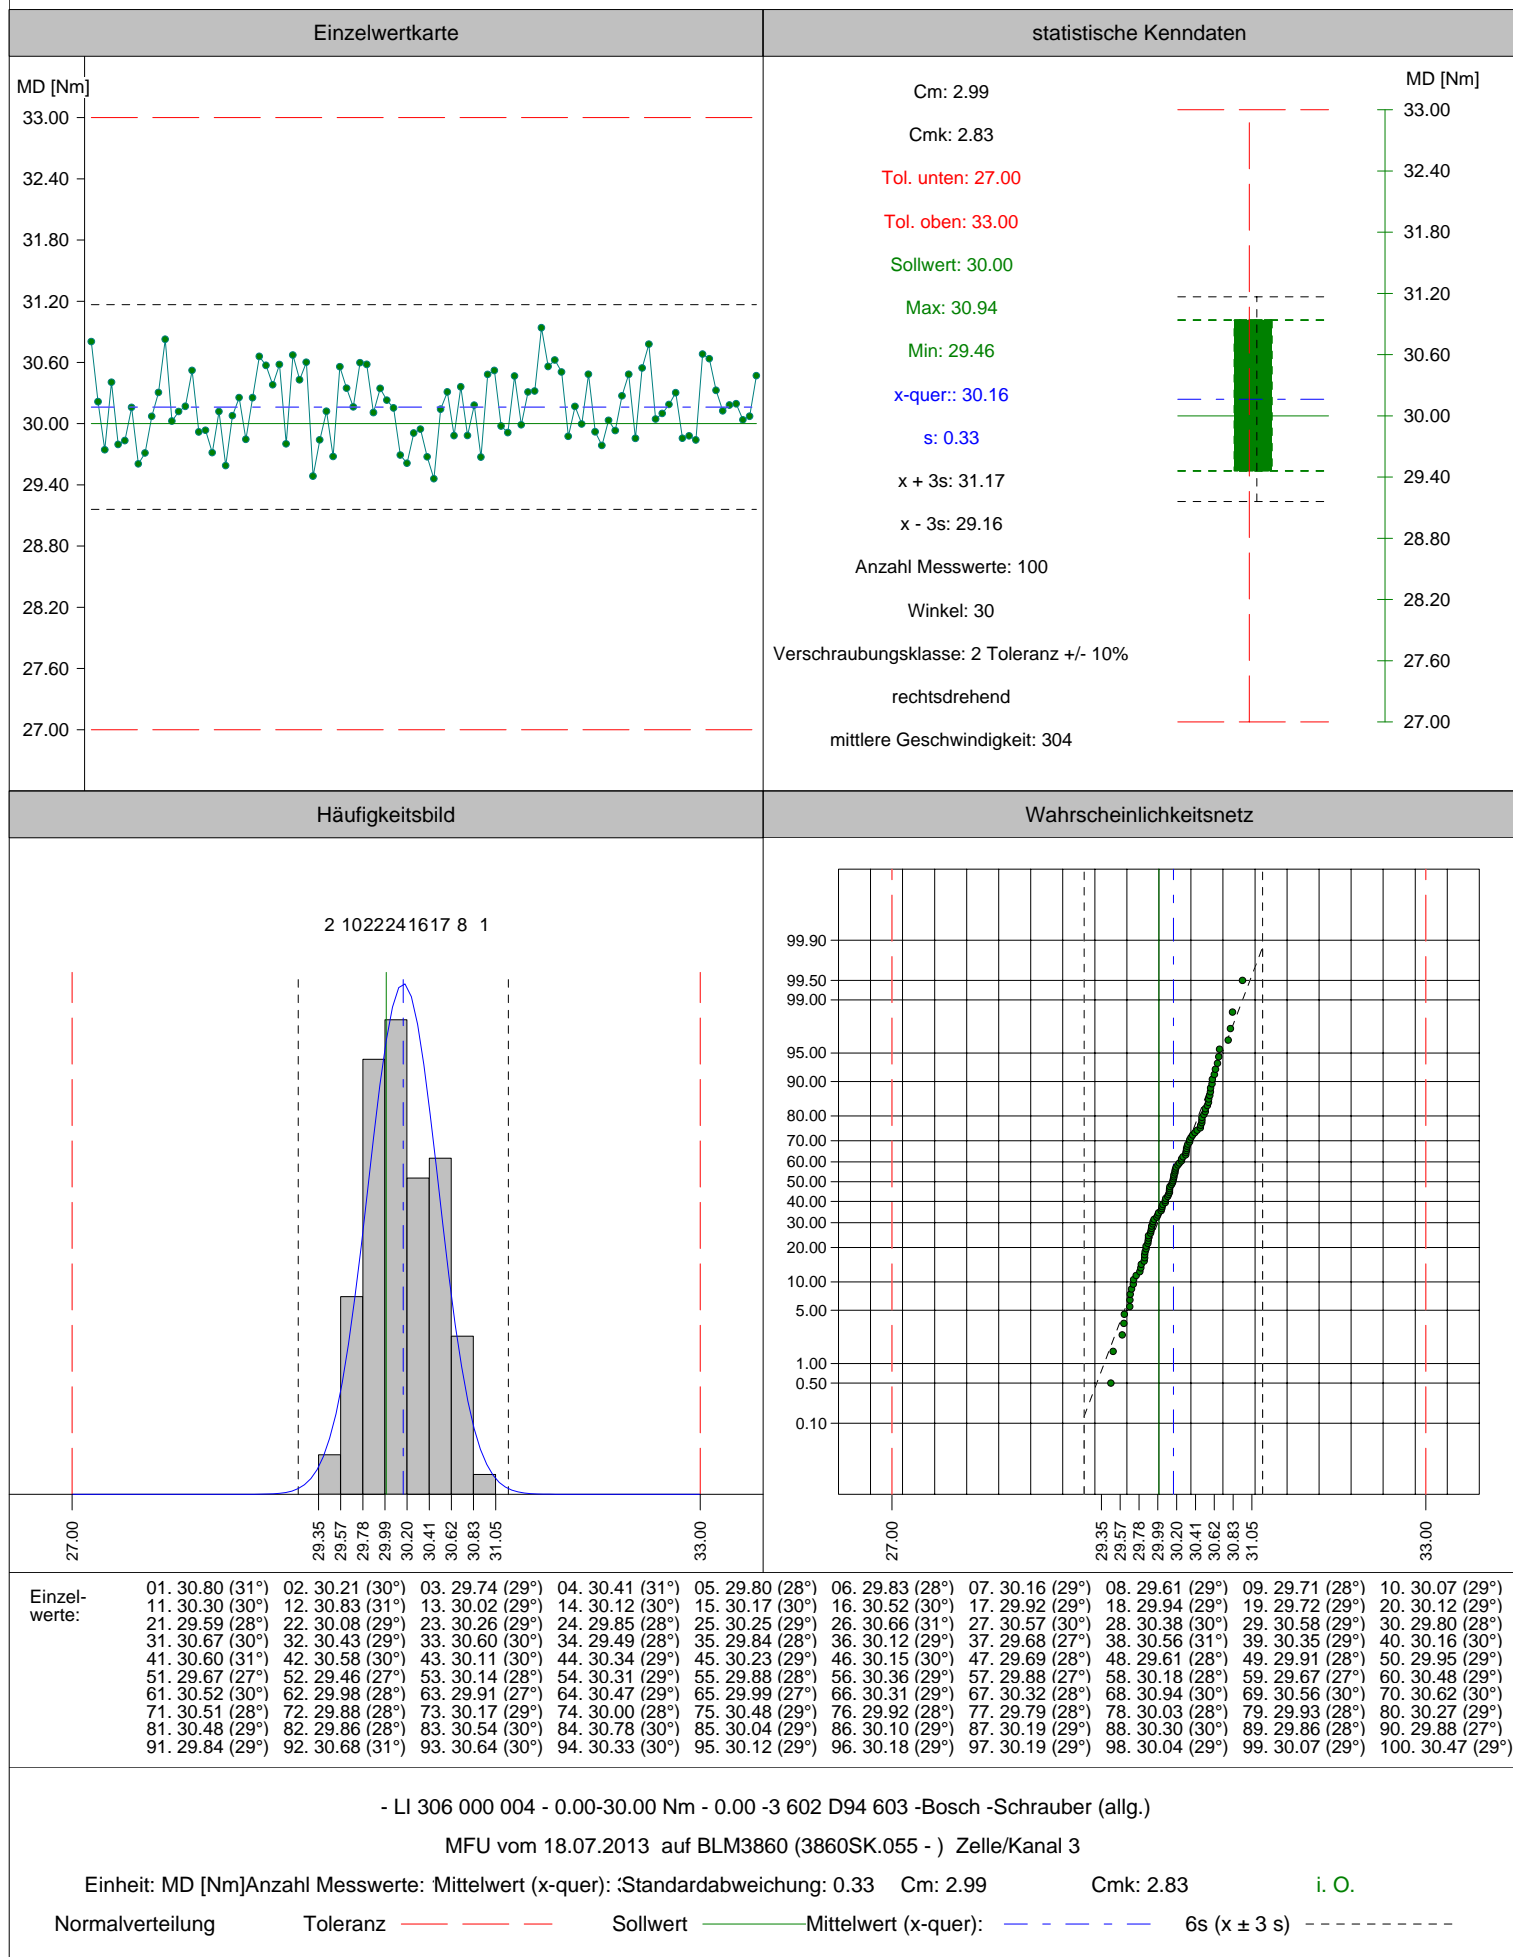 Einzelwertkarte
MD [Nm]
33.00
32.40
31.80
31.20
30.60
30.00
29.40
28.80
28.20
27.60
27.00
statistische Kenndaten
Cm: 2.99
Cmk: 2.83
Tol. unten: 27.00
Tol. oben: 33.00
Sollwert: 30.00
Max: 30.94
Min: 29.46
x-quer:: 30.16
s: 0.33
x + 3s: 31.17
x - 3s: 29.16
Anzahl Messwerte: 100
Winkel: 30
Verschraubungsklasse: 2 Toleranz +/- 10%
rechtsdrehend
mittlere Geschwindigkeit: 304
MD [Nm]
33.00
32.40
31.80
31.20
30.60
30.00
29.40
28.80
28.20
27.60
27.00
Häufigkeitsbild
2 1022241617 8 1
27.00 29.35 29.57 29.78 29.99 30.20 30.41 30.62 30.83 31.05 33.00
Wahrscheinlichkeitsnetz
99.90
99.50
99.00
95.00
90.00
80.00
70.00
60.00
50.00
40.00
30.00
20.00
10.00
5.00
1.00
0.50
0.10
27.00 29.35 29.57 29.78 29.99 30.20 30.41 30.62 30.83 31.05 33.00
Einzel-
werte:
01. 30.80 (31°) 02. 30.21 (30°) 03. 29.74 (29°) 04. 30.41 (31°) 05. 29.80 (28°) 06. 29.83 (28°) 07. 30.16 (29°) 08. 29.61 (29°) 09. 29.71 (28°) 10. 30.07 (29°)
11. 30.30 (30°) 12. 30.83 (31°) 13. 30.02 (29°) 14. 30.12 (30°) 15. 30.17 (30°) 16. 30.52 (30°) 17. 29.92 (29°) 18. 29.94 (29°) 19. 29.72 (29°) 20. 30.12 (29°)
21. 29.59 (28°) 22. 30.08 (29°) 23. 30.26 (29°) 24. 29.85 (28°) 25. 30.25 (29°) 26. 30.66 (31°) 27. 30.57 (30°) 28. 30.38 (30°) 29. 30.58 (29°) 30. 29.80 (28°)
31. 30.67 (30°) 32. 30.43 (29°) 33. 30.60 (30°) 34. 29.49 (28°) 35. 29.84 (28°) 36. 30.12 (29°) 37. 29.68 (27°) 38. 30.56 (31°) 39. 30.35 (29°) 40. 30.16 (30°)
41. 30.60 (31°) 42. 30.58 (30°) 43. 30.11 (30°) 44. 30.34 (29°) 45. 30.23 (29°) 46. 30.15 (30°) 47. 29.69 (28°) 48. 29.61 (28°) 49. 29.91 (28°) 50. 29.95 (29°)
51. 29.67 (27°) 52. 29.46 (27°) 53. 30.14 (28°) 54. 30.31 (29°) 55. 29.88 (28°) 56. 30.36 (29°) 57. 29.88 (27°) 58. 30.18 (28°) 59. 29.67 (27°) 60. 30.48 (29°)
61. 30.52 (30°) 62. 29.98 (28°) 63. 29.91 (27°) 64. 30.47 (29°) 65. 29.99 (27°) 66. 30.31 (29°) 67. 30.32 (28°) 68. 30.94 (30°) 69. 30.56 (30°) 70. 30.62 (30°)
71. 30.51 (28°) 72. 29.88 (28°) 73. 30.17 (29°) 74. 30.00 (28°) 75. 30.48 (29°) 76. 29.92 (28°) 77. 29.79 (28°) 78. 30.03 (28°) 79. 29.93 (28°) 80. 30.27 (29°)
81. 30.48 (29°) 82. 29.86 (28°) 83. 30.54 (30°) 84. 30.78 (30°) 85. 30.04 (29°) 86. 30.10 (29°) 87. 30.19 (29°) 88. 30.30 (30°) 89. 29.86 (28°) 90. 29.88 (27°)
91. 29.84 (29°) 92. 30.68 (31°) 93. 30.64 (30°) 94. 30.33 (30°) 95. 30.12 (29°) 96. 30.18 (29°) 97. 30.19 (29°) 98. 30.04 (29°) 99. 30.07 (29°) 100. 30.47 (29°)
- LI 306 000 004 - 0.00-30.00 Nm - 0.00 -3 602 D94 603 -Bosch -Schrauber (allg.)
MFU vom 18.07.2013 auf BLM3860 (3860SK.055 - ) Zelle/Kanal 3
Einheit: MD [Nm]Anzahl Messwerte: Mittelwert (x-quer): Standardabweichung: 0.33 Cm: 2.99 Cmk: 2.83 i. O.
Normalverteilung Toleranz Sollwert Mittelwert (x-quer): 6s (x ± 3 s)